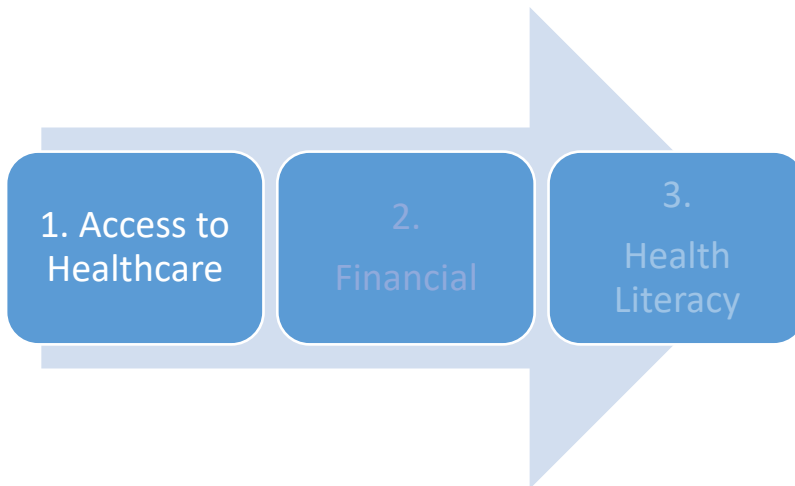 1. Access to
Healthcare
2.
Financial
3.
Health
Literacy